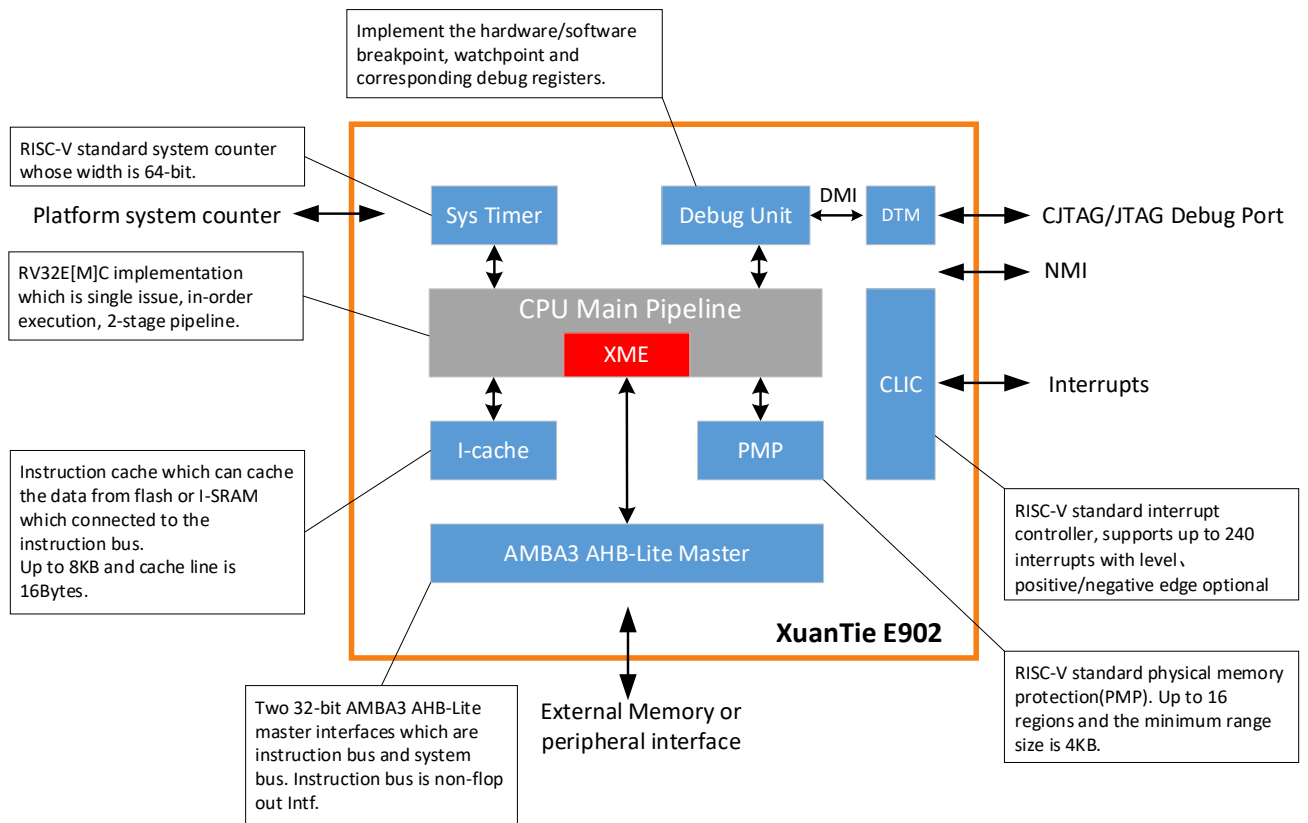 Implement the hardware/software
breakpoint, watchpoint and
corresponding debug registers.
RISC-V standard system counter
whose width is 64-bit.
Platform system counter
Sys Timer
Debug Unit
DMI
DTM
CJTAG/JTAG Debug Port
NMI
RV32E[M]C implementation
which is single issue, in-order
execution, 2-stage pipeline.
CPU Main Pipeline
XME
CLIC
Interrupts
I-cache
PMP
Instruction cache which can cache
the data from flash or I-SRAM
which connected to the
instruction bus.
Up to 8KB and cache line is
16Bytes.
RISC-V standard interrupt
controller, supports up to 240
interrupts with level、
positive/negative edge optional
AMBA3 AHB-Lite Master
XuanTie E902
RISC-V standard physical memory
protection(PMP). Up to 16
regions and the minimum range
size is 4KB.
Two 32-bit AMBA3 AHB-Lite
master interfaces which are
instruction bus and system
bus. Instruction bus is non-flop
out Intf.
External Memory or
peripheral interface